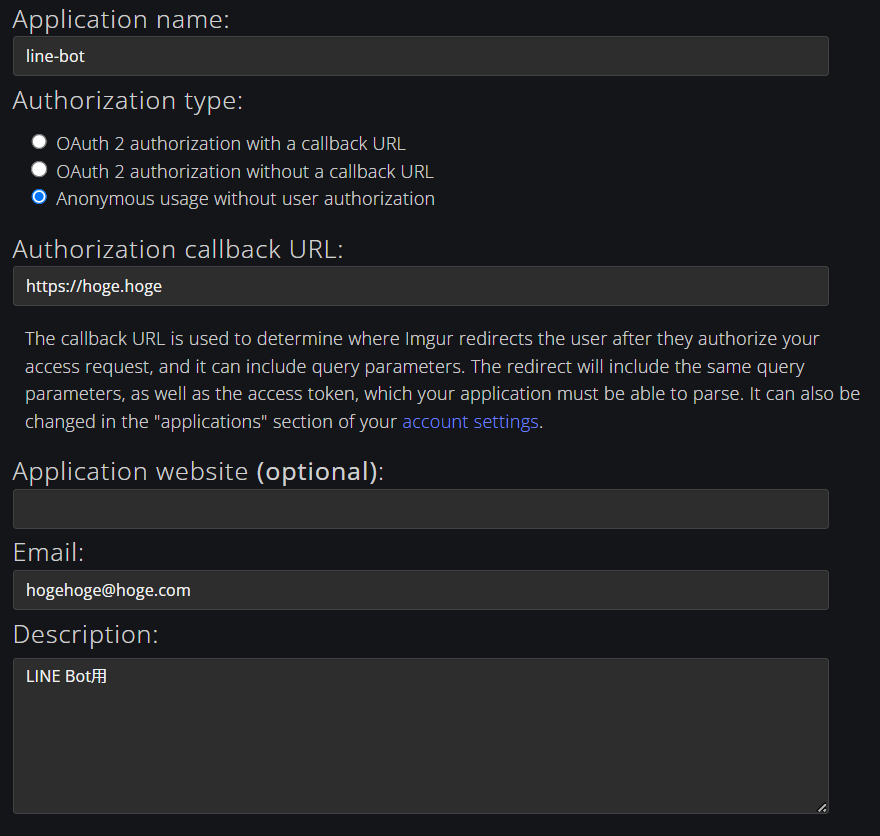 Application name:
line-bot
Authorization type:
OAuth 2 authorization with a callback URL
OAuth 2 authorization without a callback URL
Anonymous usage without user authorization
Authorization callback URL:
https://hoge.hoge
The callback URL is used to determine where Imgur redirects the user after they authorize your
access request, and it can include query parameters. The redirect will include the same query
parameters, as well as the access token, which your application must be able to parse. It can also be
changed in the "applications" section of your account settings.
Application website (optional):
Email:
hogehoge@hoge.com
Description:
LINE Bot用